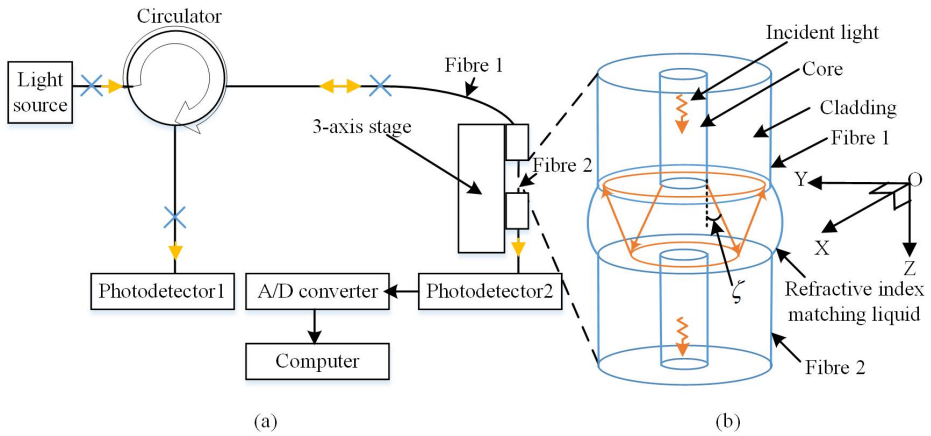 Circulator
Light
source
Fibre 1
3-axis stage
Fibre 2
Photodetector1
A/D converter
Photodetector2
Computer
(a)
Incident light
Core
Cladding
Fibre 1
Y
O
X
Z
ζ
Refractive index
matching liquid
Fibre 2
(b)